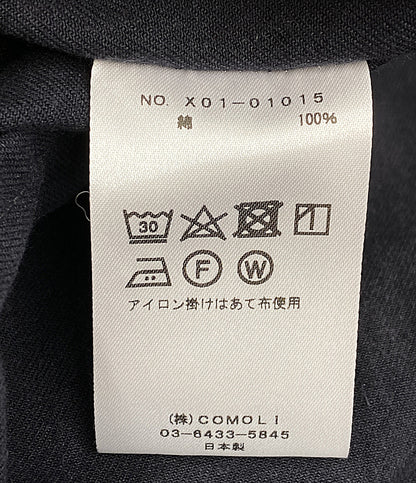 NO. X01-01015
綿 100%
30
F W
アイロン掛けはあて布使用
(株) COMOLI
03-6433-5845
日本製